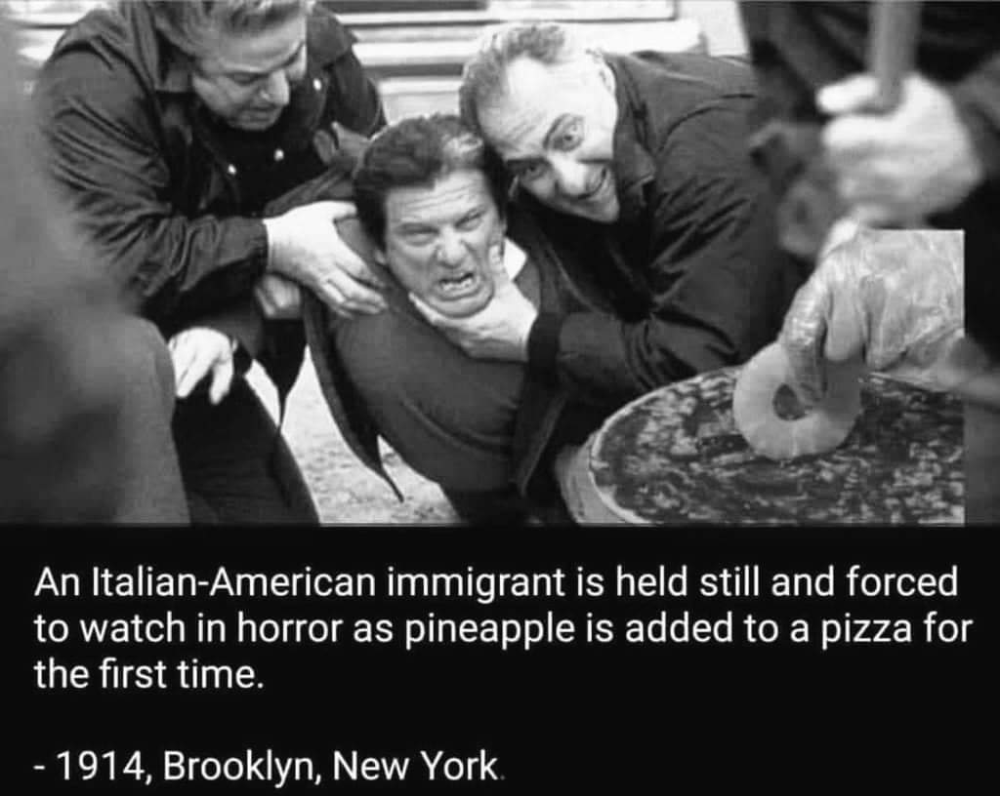 An Italian-American immigrant is held still and forced
to watch in horror as pineapple is added to a pizza for
the first time.
- 1914, Brooklyn, New York.